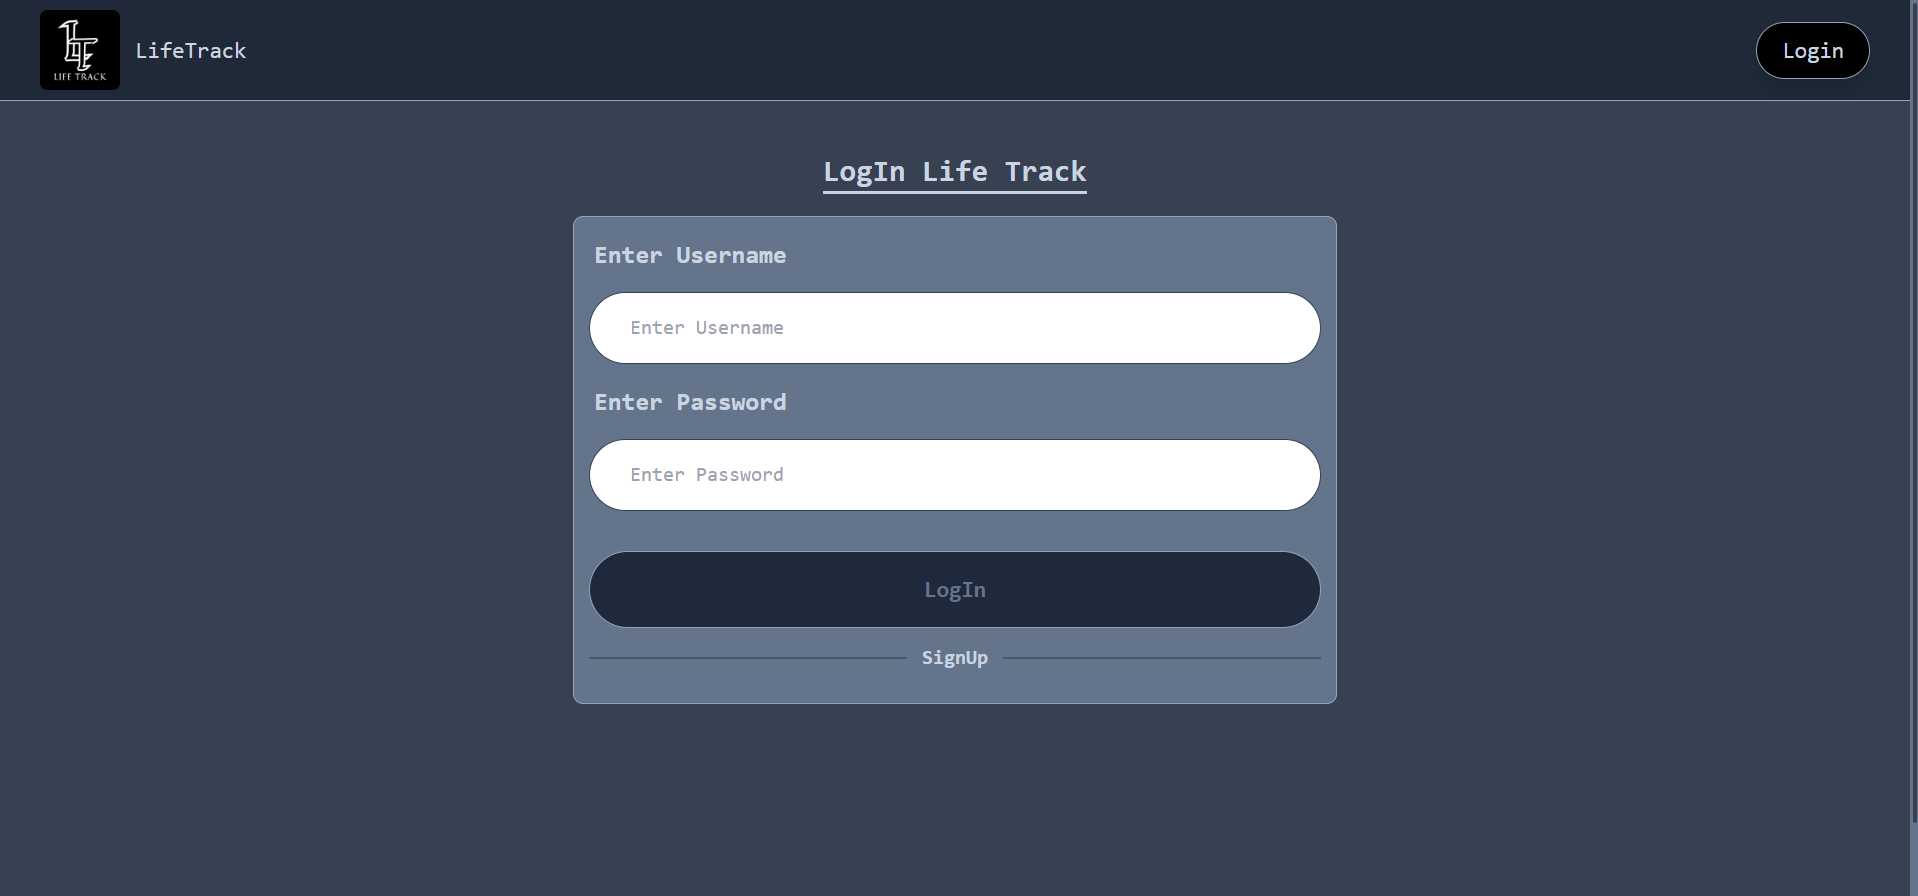 LIFE TRACK
LifeTrack
Login
LogIn Life Track
Enter Username
Enter Username
Enter Password
Enter Password
LogIn
SignUp